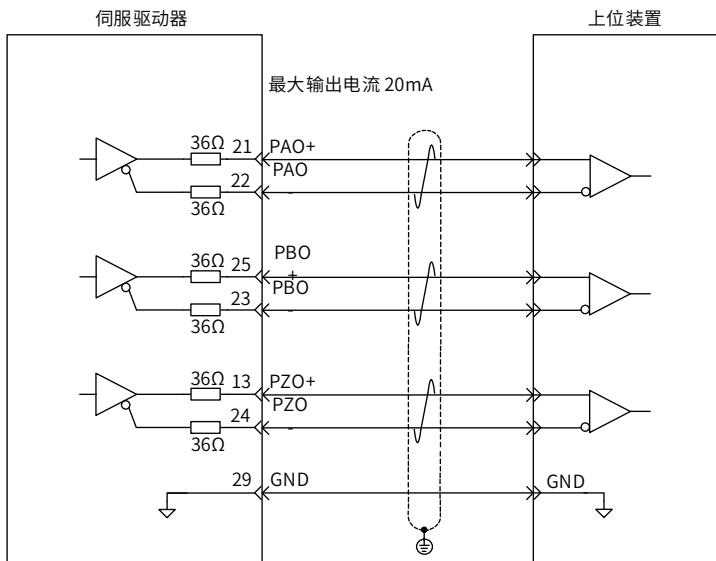 伺服驱动器
上位装置
最大输出电流 20mA
36Ω 21 PAO+
PAO
22 -
36Ω
36Ω 25 PBO
+
PBO
23 -
36Ω
36Ω 13 PZO+
PZO
24 -
36Ω
29 GND GND